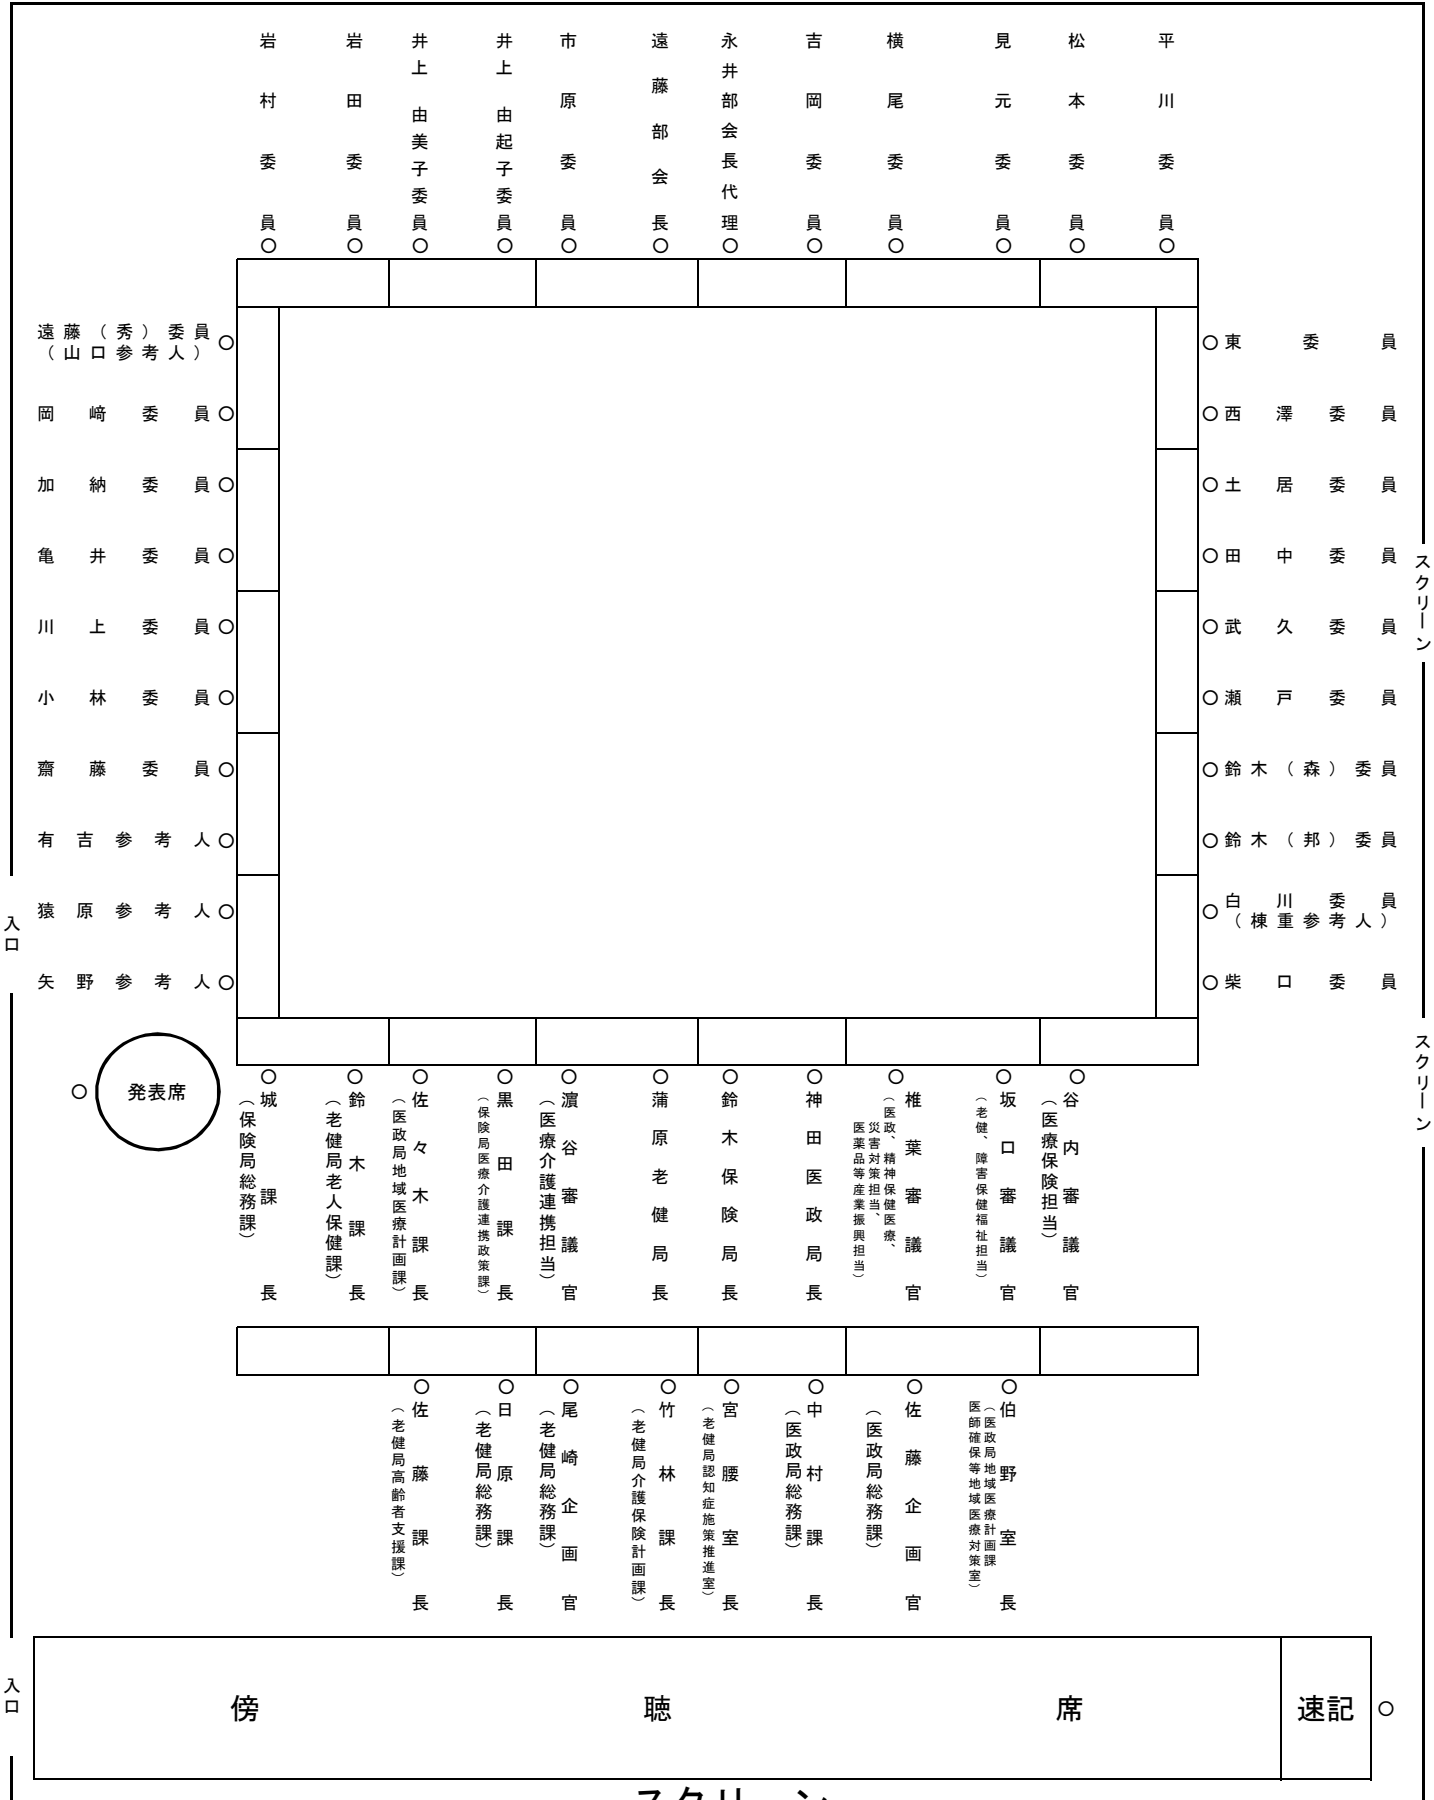 岩村委員
岩田委員
井上由美子委員
井上由起子委員
市原委員
遠藤部会長
永井部会長代理
吉岡委員
横尾委員
見元委員
松本委員
平川委員
遠藤（秀）委員
（山口参考人）
岡﨑委員
加納委員
亀井委員
川上委員
小林委員
齋藤委員
有吉参考人
猿原参考人
矢野参考人
東委員
西澤委員
土居委員
田中委員
武久委員
瀬戸委員
鈴木（森）委員
鈴木（邦）委員
白川委員
（棟重参考人）
柴口委員
スクリーン
スクリーン
入口
発表席
城課長
（保険局総務課）
鈴木課長
（老健局老人保健課）
佐々木課長
（医政局地域医療計画課）
黒田課長
（保険局医療介護連携政策課）
濵谷審議官
（医療介護連携担当）
蒲原老健局長
鈴木保険局長
神田医政局長
椎葉審議官
（医政、精神保健医療、
災害対策担当、
医薬品等産業振興担当）
坂口審議官
（老健、障害保健福祉担当）
谷内審議官
（医療保険担当）
佐藤課長
（老健局高齢者支援課）
日原課長
（老健局総務課）
尾崎企画官
（老健局総務課）
竹林課長
（老健局介護保険計画課）
宮腰室長
（老健局認知症施策推進室）
中村課長
（医政局総務課）
佐藤企画官
（医政局総務課）
伯野室長
（医政局地域医療計画課
医師確保等地域医療対策室）
入口
傍聴席
速記
スクリーン